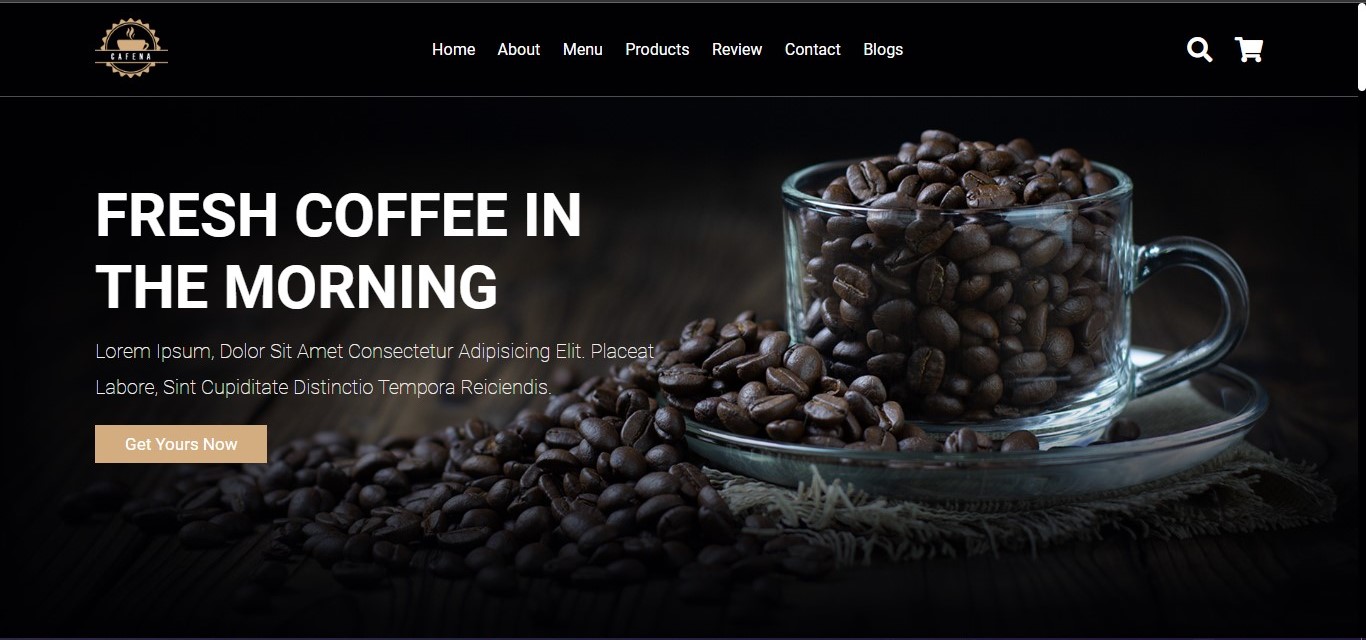 CAFENA
Home About Menu Products Review Contact Blogs
FRESH COFFEE IN
THE MORNING
Lorem Ipsum, Dolor Sit Amet Consectetur Adipisicing Elit. Placeat
Labore, Sint Cupiditate Distinctio Tempora Reiciendis.
Get Yours Now